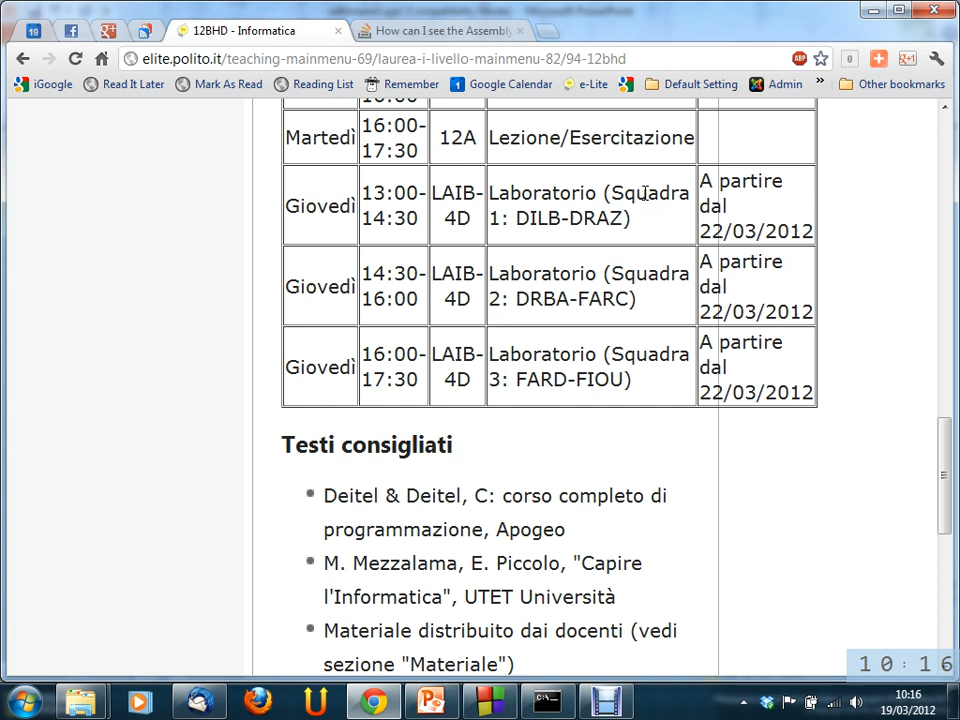 12BHD - Informatica
How can I see the Assembly
elite.polito.it/teaching-mainmenu-69/laurea-i-livello-mainmenu-82/94-12bhd
iGoogle Read It Later Mark As Read Reading List Remember Google Calendar e-Lite Default Setting Admin » Other bookmarks
Martedì 16:00-17:30 12A Lezione/Esercitazione
Giovedì 13:00-14:30 LAIB-4D Laboratorio (Squadra 1: DILB-DRAZ) A partire dal 22/03/2012
Giovedì 14:30-16:00 LAIB-4D Laboratorio (Squadra 2: DRBA-FARC) A partire dal 22/03/2012
Giovedì 16:00-17:30 LAIB-4D Laboratorio (Squadra 3: FARD-FIOU) A partire dal 22/03/2012
Testi consigliati
Deitel & Deitel, C: corso completo di
programmazione, Apogeo
M. Mezzalama, E. Piccolo, "Capire
l'Informatica", UTET Università
Materiale distribuito dai docenti (vedi
sezione "Materiale")
10:16
10:16
19/03/2012